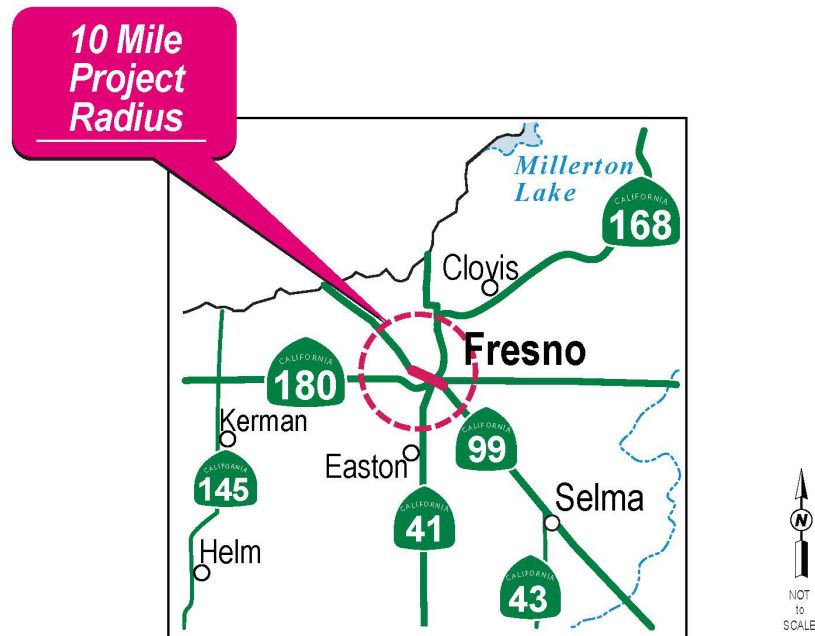 10 Mile
Project
Radius
Millerton
Lake
CALIFORNIA
168
Clovis
Fresno
CALIFORNIA
180
Kerman
CALIFORNIA
99
Easton
CALIFORNIA
145
Selma
CALIFORNIA
41
Helm
CALIFORNIA
43
N
NOT
to
SCALE